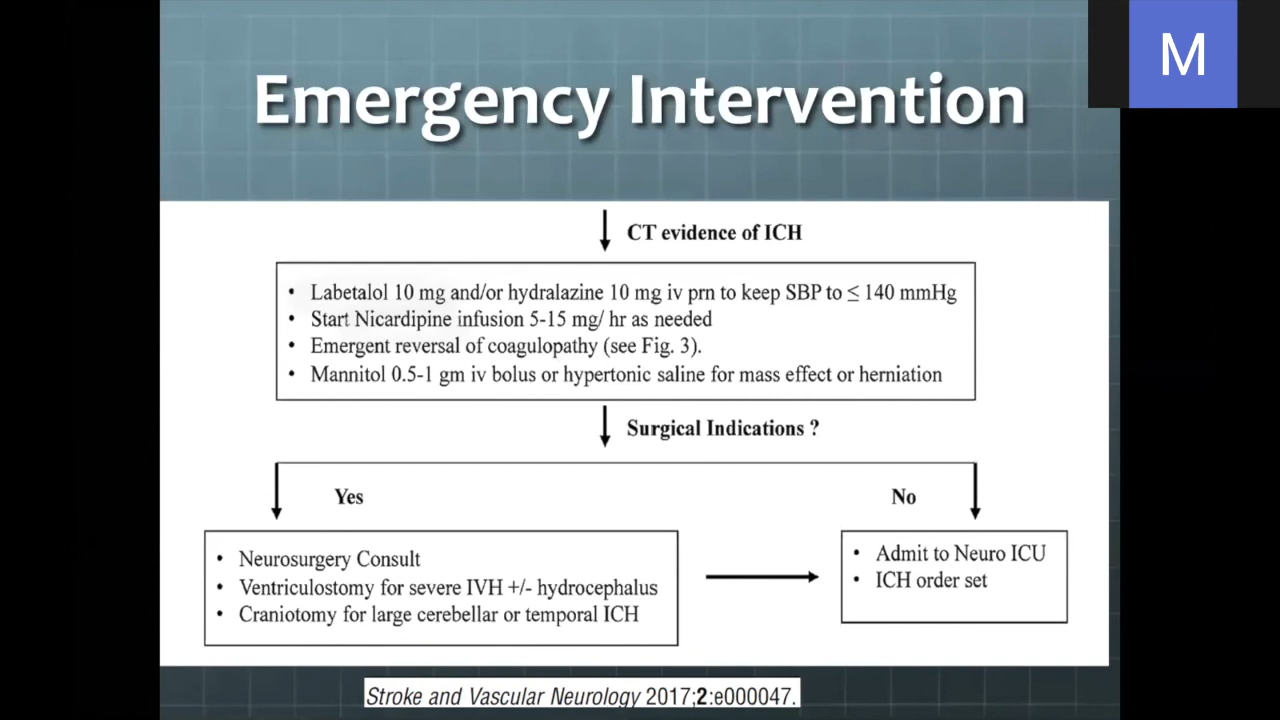 M
Emergency Intervention
CT evidence of ICH
• Labetalol 10 mg and/or hydralazine 10 mg iv prn to keep SBP to ≤ 140 mmHg
• Start Nicardipine infusion 5-15 mg/ hr as needed
• Emergent reversal of coagulopathy (see Fig. 3).
• Mannitol 0.5-1 gm iv bolus or hypertonic saline for mass effect or herniation
Surgical Indications ?
Yes
No
• Neurosurgery Consult
• Ventriculostomy for severe IVH +/- hydrocephalus
• Craniotomy for large cerebellar or temporal ICH
• Admit to Neuro ICU
• ICH order set
Stroke and Vascular Neurology 2017;2:e000047.